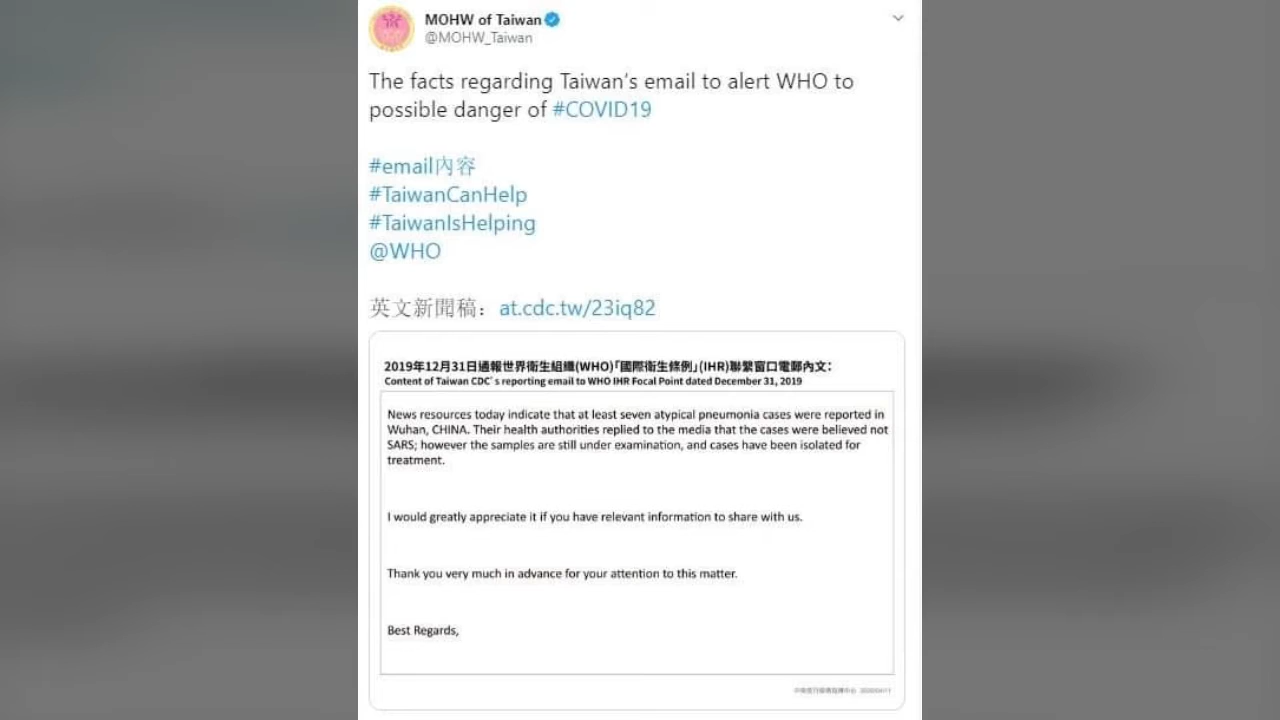 MOHW of Taiwan
@MOHW_Taiwan
The facts regarding Taiwan's email to alert WHO to
possible danger of #COVID19
#email內容
#TaiwanCanHelp
#TaiwanIsHelping
@WHO
英文新聞稿：at.cdc.tw/23iq82
2019年12月31日通報世界衛生組織(WHO)「國際衛生條例」(IHR)聯繫窗口電郵內文：
Content of Taiwan CDC's reporting email to WHO IHR Focal Point dated December 31, 2019
News resources today indicate that at least seven atypical pneumonia cases were reported in
Wuhan, CHINA. Their health authorities replied to the media that the cases were believed not
SARS; however the samples are still under examination, and cases have been isolated for
treatment.
I would greatly appreciate it if you have relevant information to share with us.
Thank you very much in advance for your attention to this matter.
Best Regards,